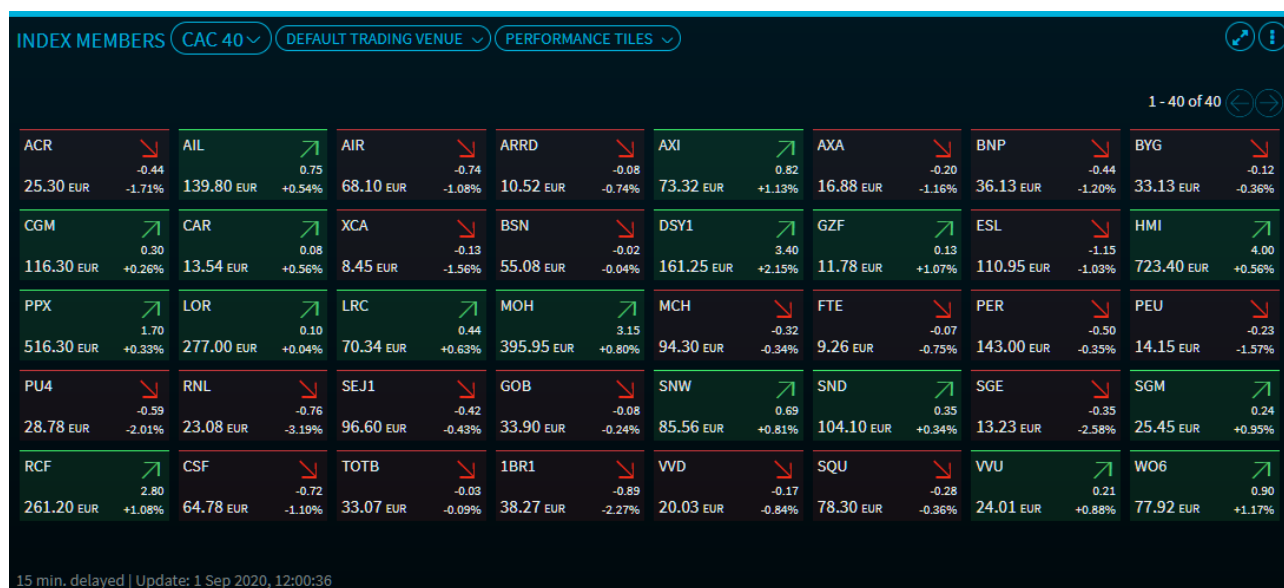 INDEX MEMBERS CAC 40 DEFAULT TRADING VENUE PERFORMANCE TILES
1 - 40 of 40
ACR AIL AIR ARRD AXI AXA BNP BYG
-0.44 0.75 -0.74 -0.08 0.82 -0.20 -0.44 -0.12
25.30 EUR -1.71% 139.80 EUR +0.54% 68.10 EUR -1.08% 10.52 EUR -0.74% 73.32 EUR +1.13% 16.88 EUR -1.16% 36.13 EUR -1.20% 33.13 EUR -0.36%
CGM CAR XCA BSN DSY1 GZF ESL HMI
0.30 0.08 -0.13 -0.02 3.40 0.13 -1.15 4.00
116.30 EUR +0.26% 13.54 EUR +0.56% 8.45 EUR -1.56% 55.08 EUR -0.04% 161.25 EUR +2.15% 11.78 EUR +1.07% 110.95 EUR -1.03% 723.40 EUR +0.56%
PPX LOR LRC MOH MCH FTE PER PEU
1.70 0.10 0.44 3.15 -0.32 -0.07 -0.50 -0.23
516.30 EUR +0.33% 277.00 EUR +0.04% 70.34 EUR +0.63% 395.95 EUR +0.80% 94.30 EUR -0.34% 9.26 EUR -0.75% 143.00 EUR -0.35% 14.15 EUR -1.57%
PU4 RNL SEJ1 GOB SNW SND SGE SGM
-0.59 -0.76 -0.42 -0.08 0.69 0.35 -0.35 0.24
28.78 EUR -2.01% 23.08 EUR -3.19% 96.60 EUR -0.43% 33.90 EUR -0.24% 85.56 EUR +0.81% 104.10 EUR +0.34% 13.23 EUR -2.58% 25.45 EUR +0.95%
RCF CSF TOTB 1BR1 VVD SQU VVU WO6
2.80 -0.72 -0.03 -0.89 -0.17 -0.28 0.21 0.90
261.20 EUR +1.08% 64.78 EUR -1.10% 33.07 EUR -0.09% 38.27 EUR -2.27% 20.03 EUR -0.84% 78.30 EUR -0.36% 24.01 EUR +0.88% 77.92 EUR +1.17%
15 min. delayed | Update: 1 Sep 2020, 12:00:36